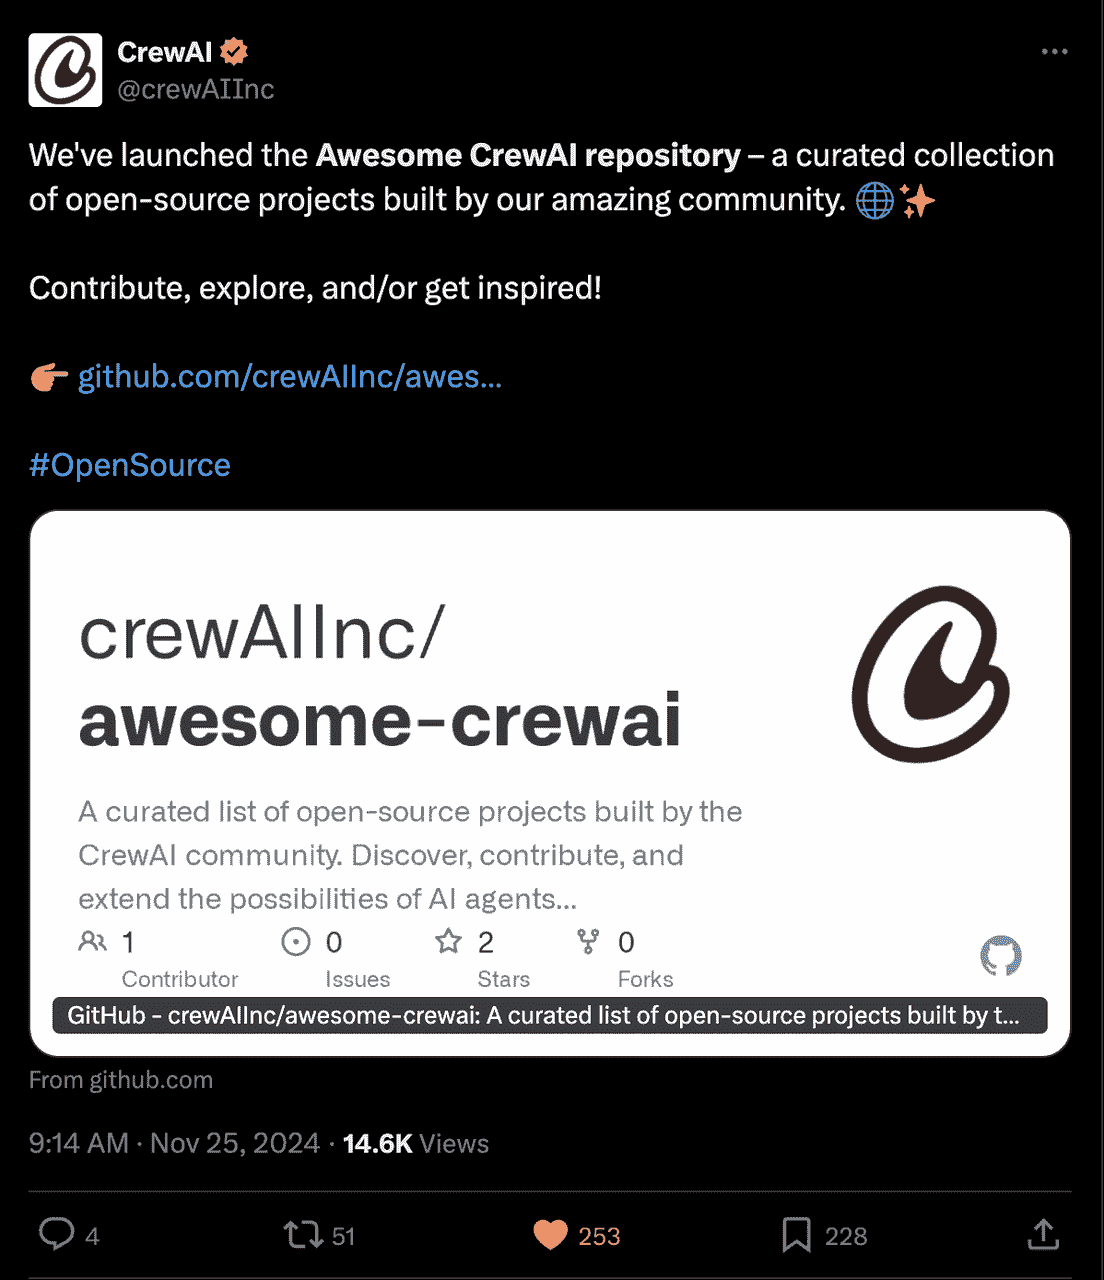 CrewAI
@crewAIInc
We've launched the Awesome CrewAI repository – a curated collection
of open-source projects built by our amazing community. 🌐✨
Contribute, explore, and/or get inspired!
👉 github.com/crewAIInc/awes...
#OpenSource
crewAIInc/
awesome-crewai
A curated list of open-source projects built by the
CrewAI community. Discover, contribute, and
extend the possibilities of AI agents...
1 0 2 0
Contributor Issues Stars Forks
GitHub - crewAIInc/awesome-crewai: A curated list of open-source projects built by t...
From github.com
9:14 AM · Nov 25, 2024 · 14.6K Views
4 51 253 228